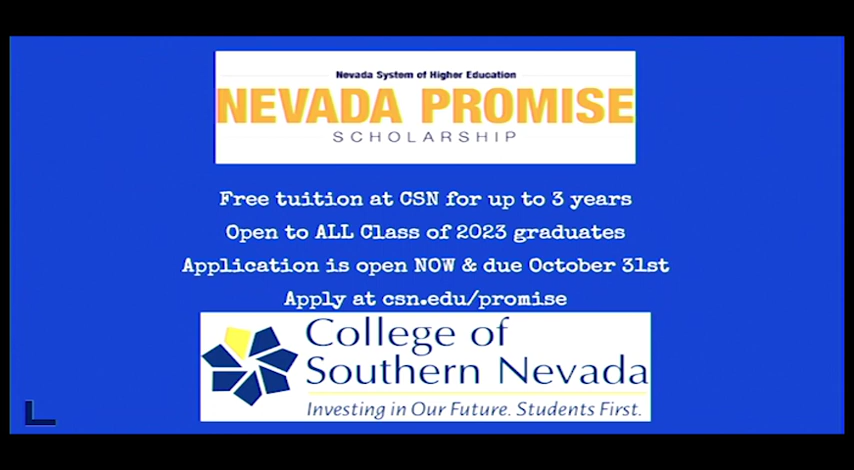 Nevada System of Higher Education
NEVADA PROMISE
SCHOLARSHIP
Free tuition at CSN for up to 3 years
Open to ALL Class of 2023 graduates
Application is open NOW & due October 31st
Apply at csn.edu/promise
College of
Southern Nevada
Investing in Our Future. Students First.